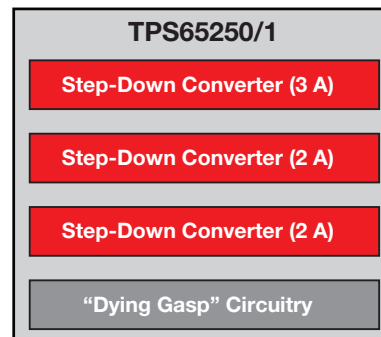 TPS65250/1
Step-Down Converter (3 A)
Step-Down Converter (2 A)
Step-Down Converter (2 A)
“Dying Gasp” Circuitry